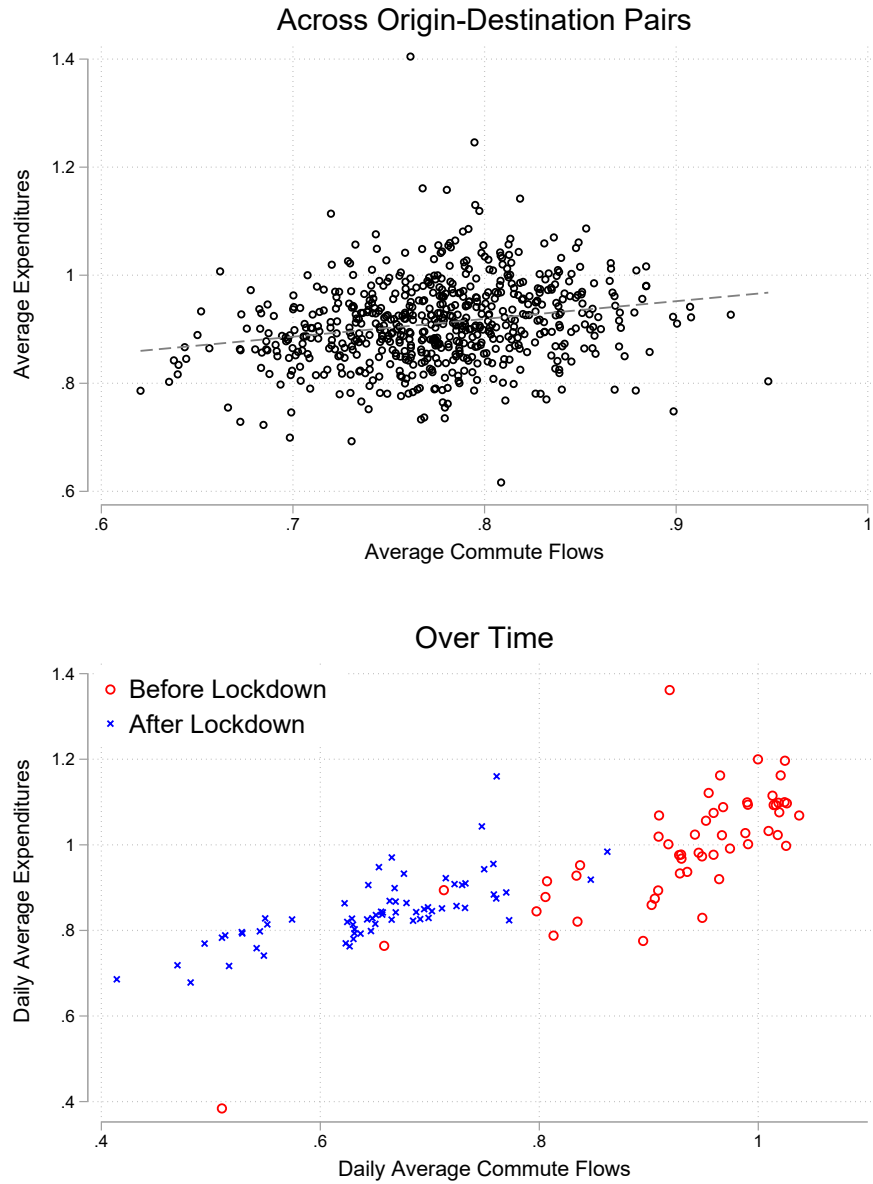 Across Origin-Destination Pairs
Average Expenditures
1.4
1.2
1
.8
.6
.6
.7
.8
.9
1
Average Commute Flows
Over Time
Daily Average Expenditures
1.4
1.2
1
.8
.6
.4
Before Lockdown
After Lockdown
.4
.6
.8
1
Daily Average Commute Flows